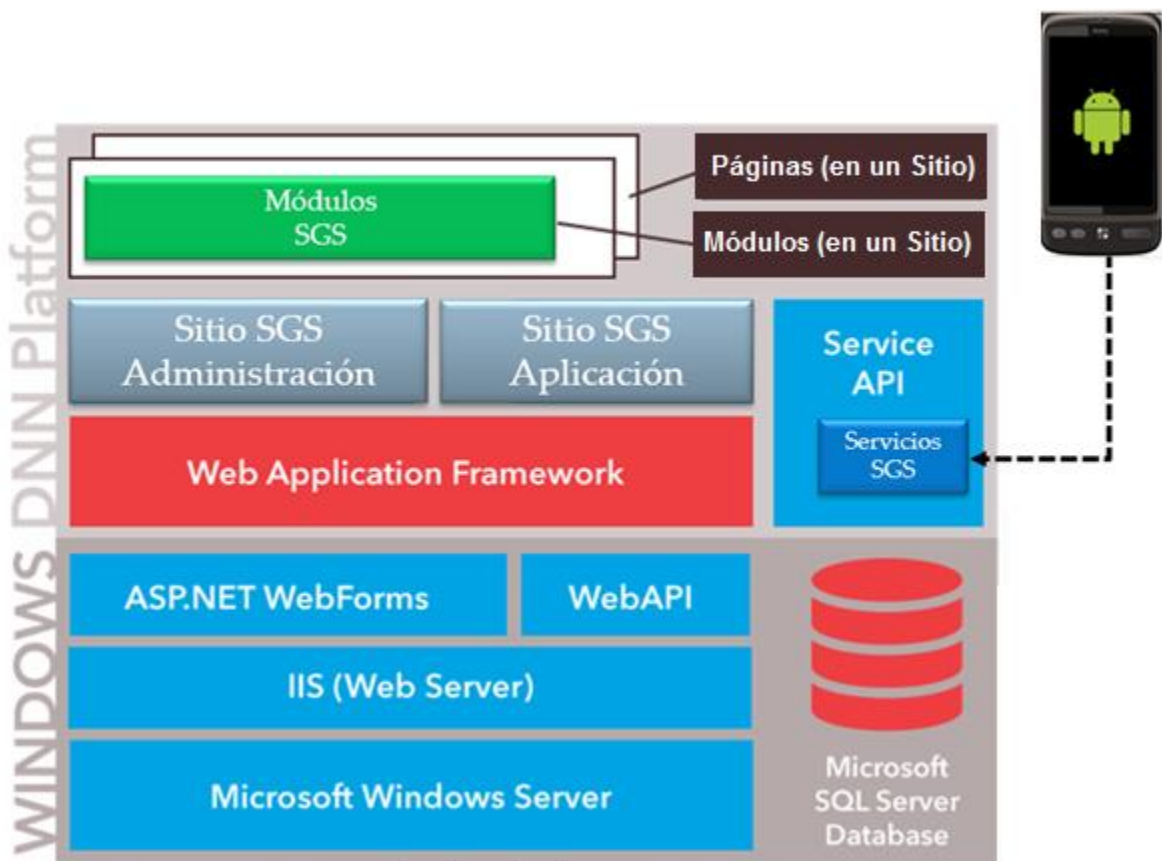 DNN Platform
WINDOWS
Módulos
SGS
Páginas (en un Sitio)
Módulos (en un Sitio)
Sitio SGS
Administración
Sitio SGS
Aplicación
Service
API
Servicios
SGS
Web Application Framework
ASP.NET WebForms
WebAPI
IIS (Web Server)
Microsoft Windows Server
Microsoft
SQL Server
Database